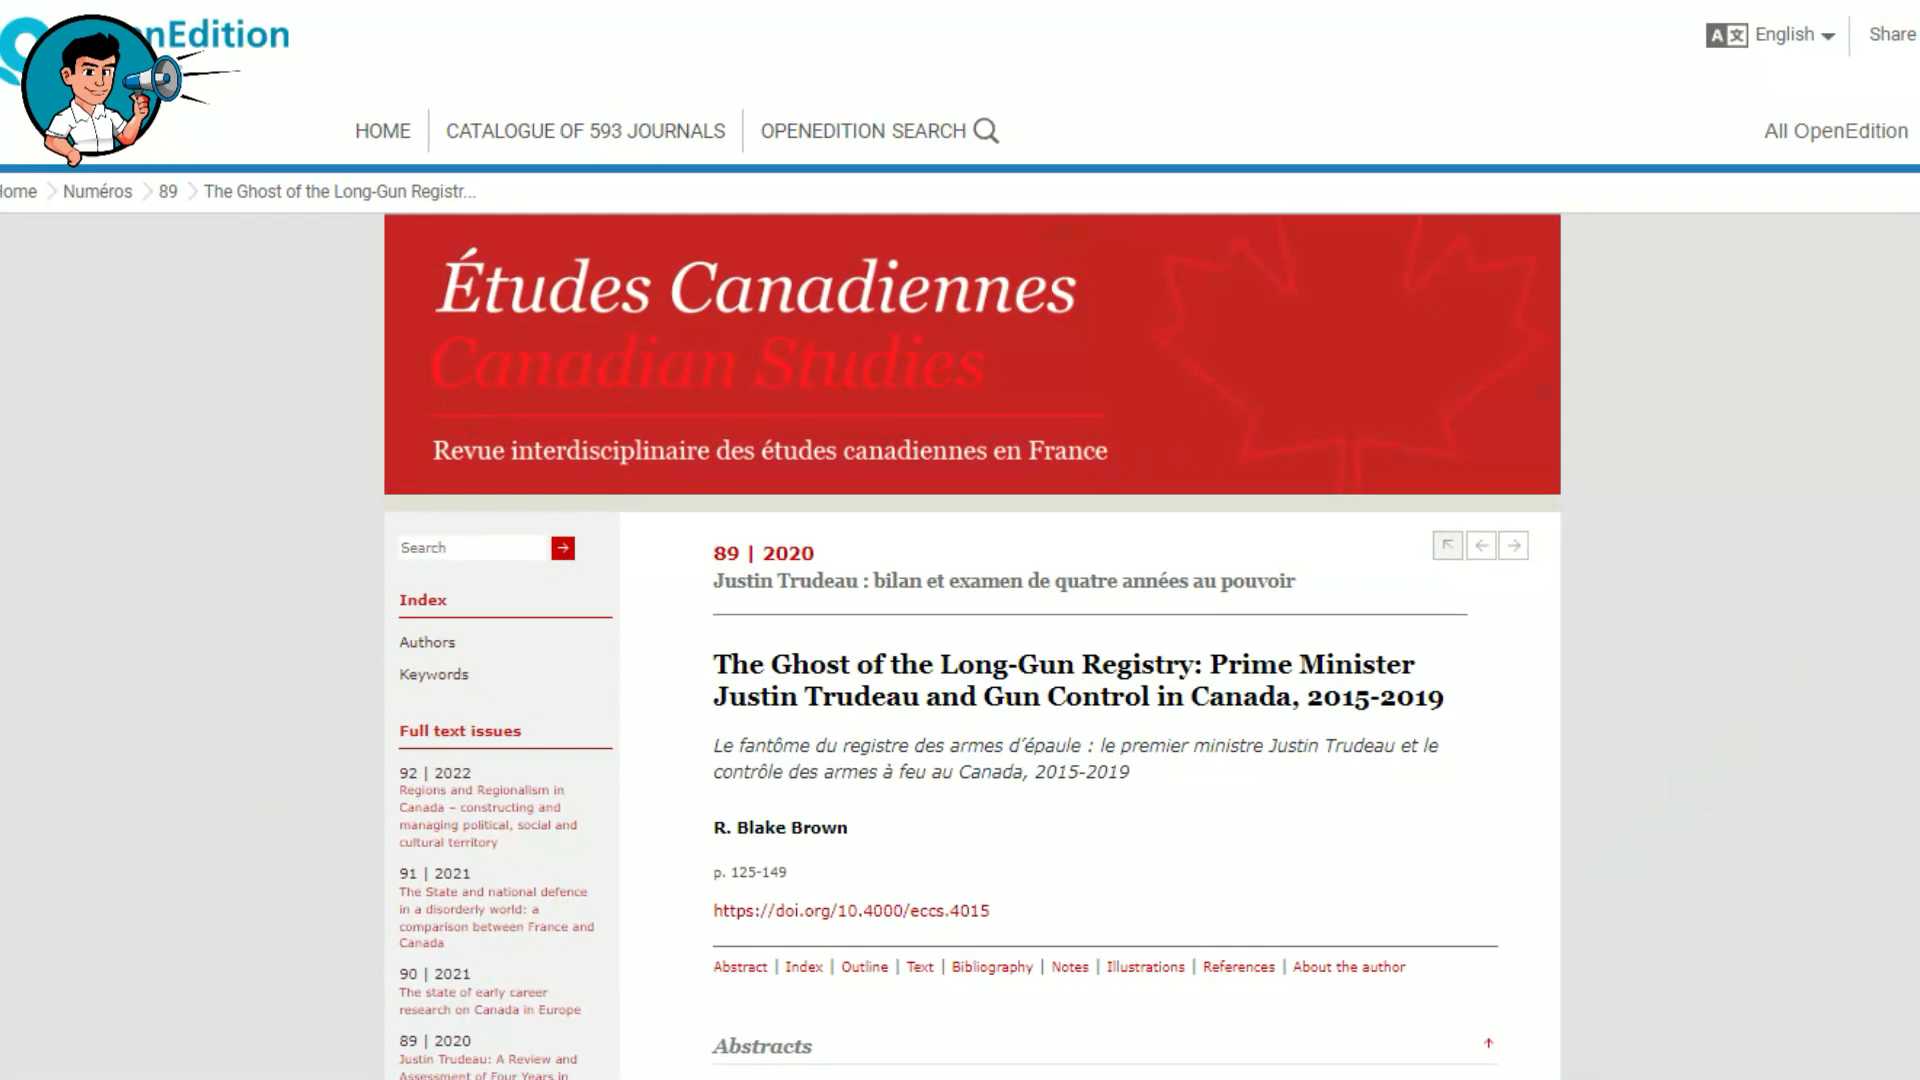 nEdition
English
Share
HOME
CATALOGUE OF 593 JOURNALS
OPENEDITION SEARCH
All OpenEdition
Home
Numéros
89
The Ghost of the Long-Gun Registr...
Études Canadiennes
Canadian Studies
Revue interdisciplinaire des études canadiennes en France
Search
Index
Authors
Keywords
Full text issues
92 | 2022
Regions and Regionalism in
Canada – constructing and
managing political, social and
cultural territory
91 | 2021
The State and national defence
in a disorderly world: a
comparison between France and
Canada
90 | 2021
The state of early career
research on Canada in Europe
89 | 2020
Justin Trudeau: A Review and
Assessment of Four Years in
89 | 2020
Justin Trudeau : bilan et examen de quatre années au pouvoir
The Ghost of the Long-Gun Registry: Prime Minister
Justin Trudeau and Gun Control in Canada, 2015-2019
Le fantôme du registre des armes d’épaule : le premier ministre Justin Trudeau et le
contrôle des armes à feu au Canada, 2015-2019
R. Blake Brown
p. 125-149
https://doi.org/10.4000/eccs.4015
Abstract | Index | Outline | Text | Bibliography | Notes | Illustrations | References | About the author
Abstracts